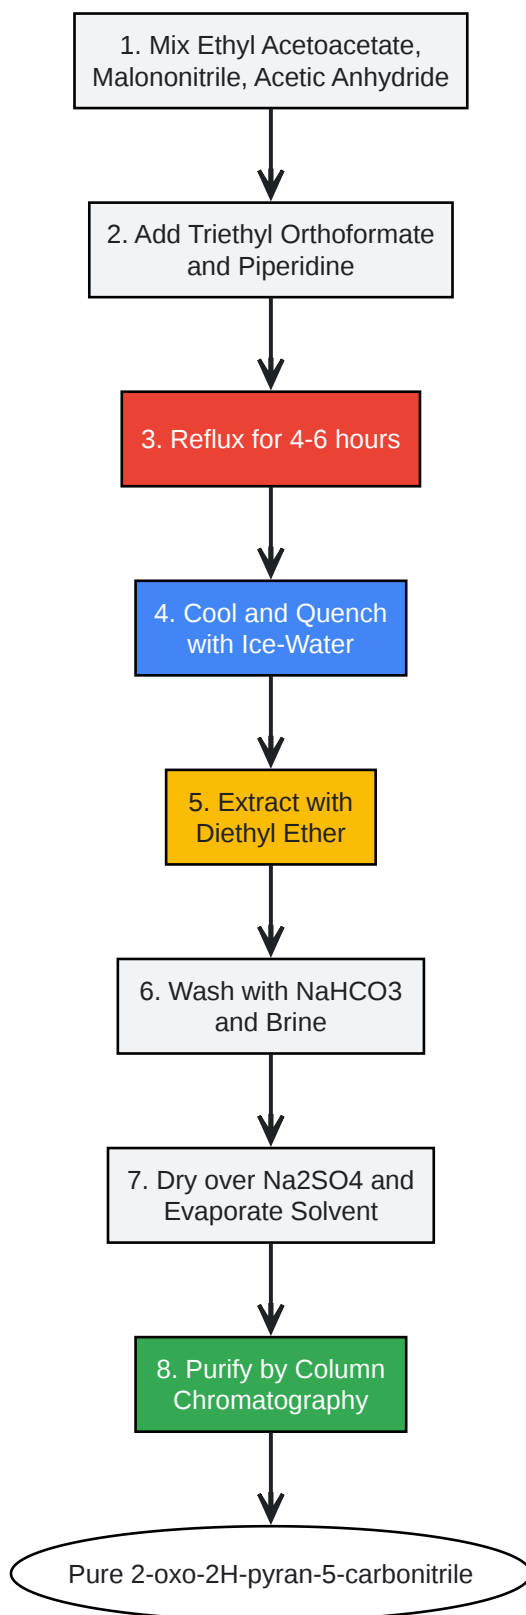 1. Mix Ethyl Acetoacetate,
Malononitrile, Acetic Anhydride
2. Add Triethyl Orthoformate
and Piperidine
3. Reflux for 4-6 hours
4. Cool and Quench
with Ice-Water
5. Extract with
Diethyl Ether
6. Wash with NaHCO3
and Brine
7. Dry over Na2SO4 and
Evaporate Solvent
8. Purify by Column
Chromatography
Pure 2-oxo-2H-pyran-5-carbonitrile